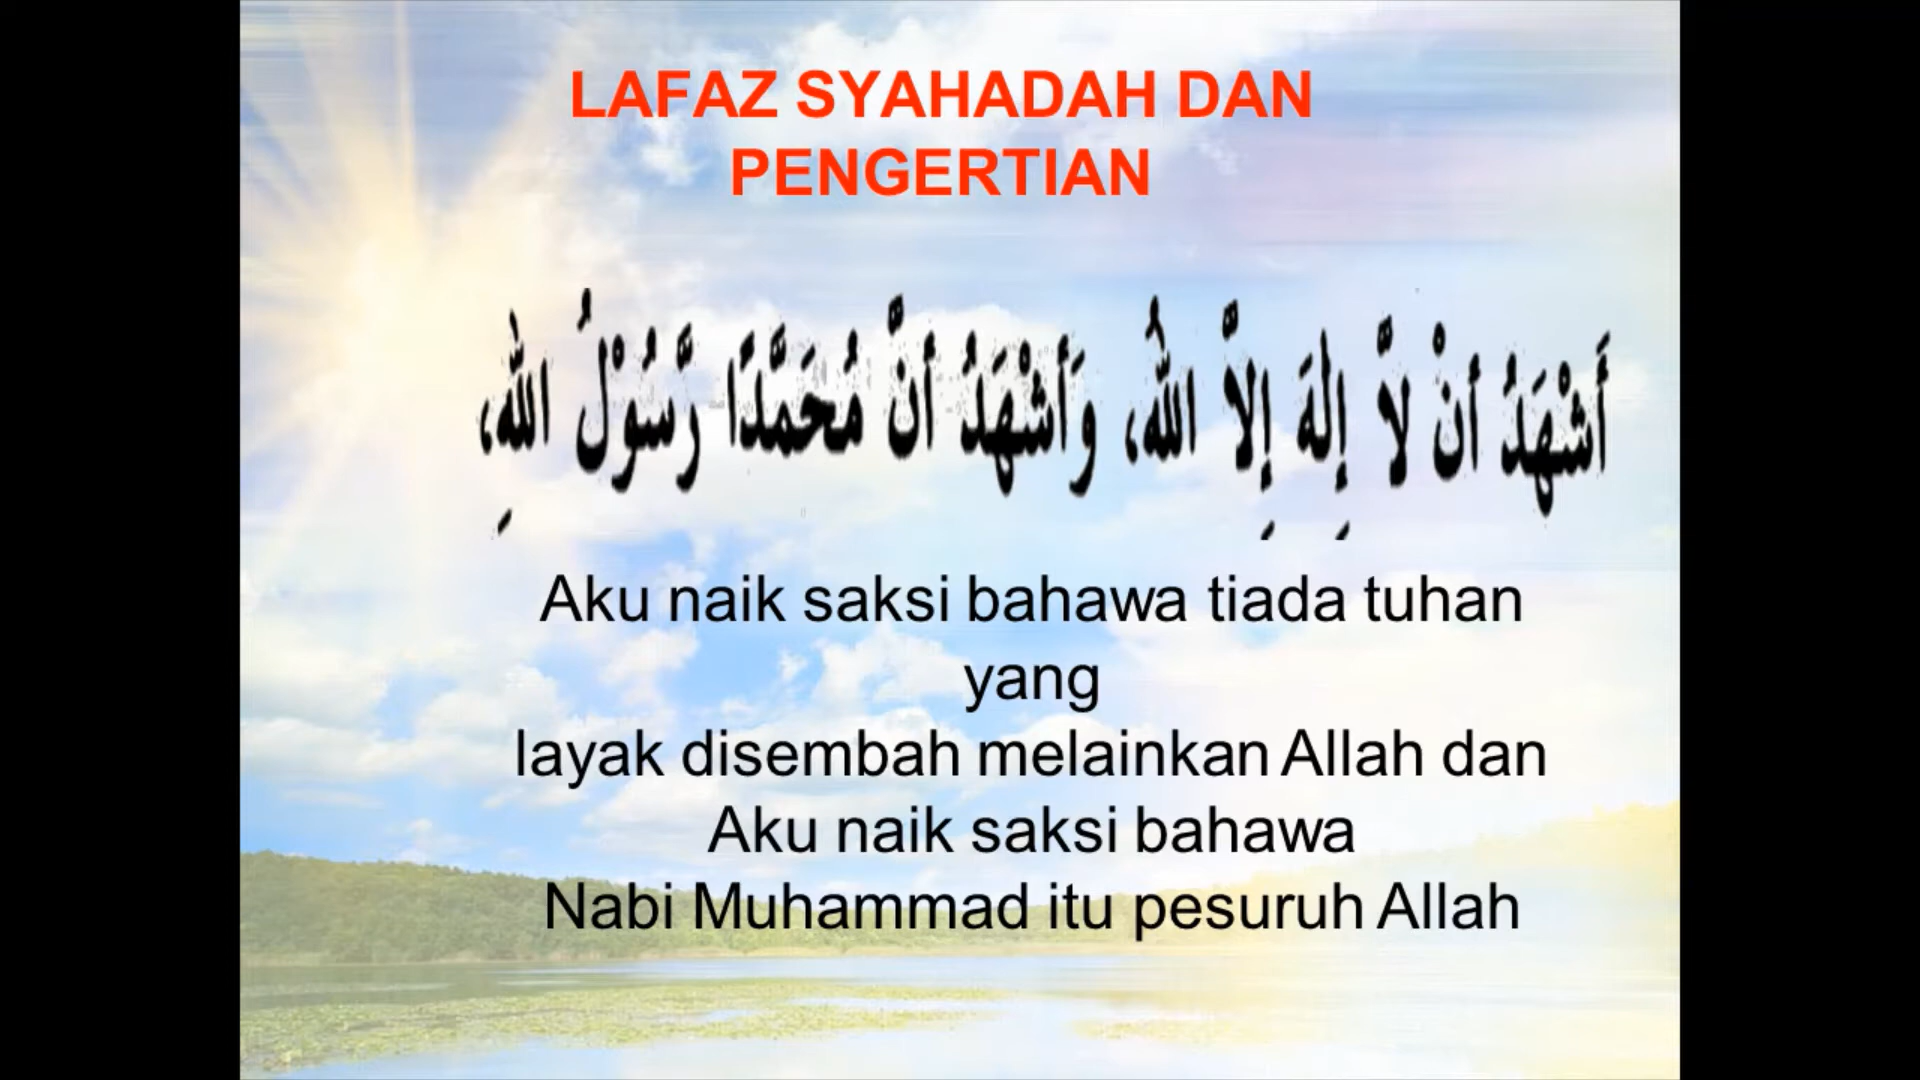 LAFAZ SYAHADAH DAN
PENGERTIAN
أَشْهَدُ أَنْ لاَّ إِلٰهَ إِلاَّ اللهُ، وَأَشْهَدُ أَنَّ مُحَمَّدًا رَّسُوْلُ اللهِ،
Aku naik saksi bahawa tiada tuhan
yang
layak disembah melainkan Allah dan
Aku naik saksi bahawa
Nabi Muhammad itu pesuruh Allah